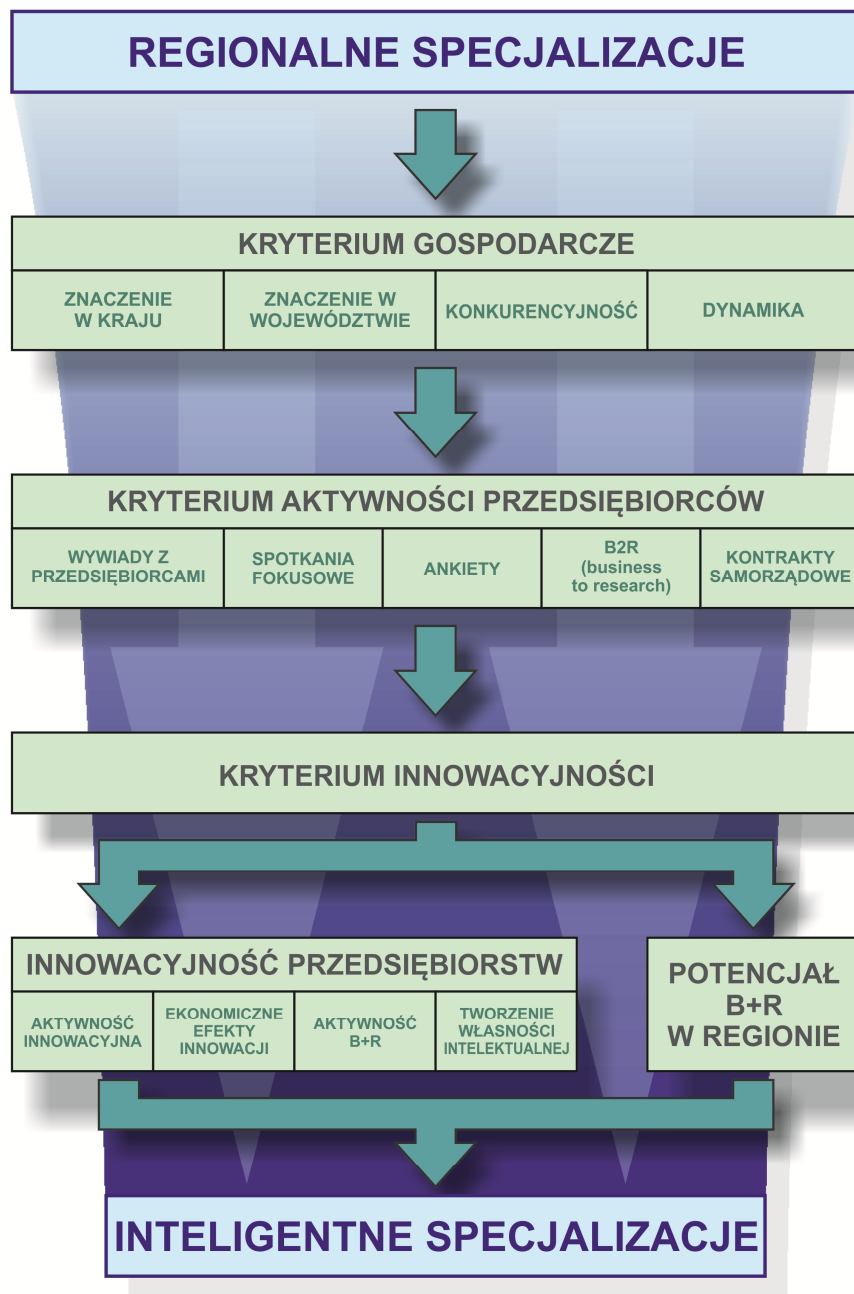 REGIONALNE SPECJALIZACJE
KRYTERIUM GOSPODARCZE
ZNACZENIE
W KRAJU
ZNACZENIE W
WOJEWÓDZTWIE
KONKURENCYJNOŚĆ
DYNAMIKA
KRYTERIUM AKTYWNOŚCI PRZEDSIĘBIORCÓW
WYWIADY Z
PRZEDSIĘBIORCAMI
SPOTKANIA
FOKUSOWE
ANKIETY
B2R
(business
to research)
KONTRAKTY
SAMORZĄDOWE
KRYTERIUM INNOWACYJNOŚCI
INNOWACYJNOŚĆ PRZEDSIĘBIORSTW
AKTYWNOŚĆ
INNOWACYJNA
EKONOMICZNE
EFEKTY
INNOWACJI
AKTYWNOŚĆ
B+R
TWORZENIE
WŁASNOŚCI
INTELEKTUALNEJ
POTENCJAŁ
B+R
W REGIONIE
INTELIGENTNE SPECJALIZACJE